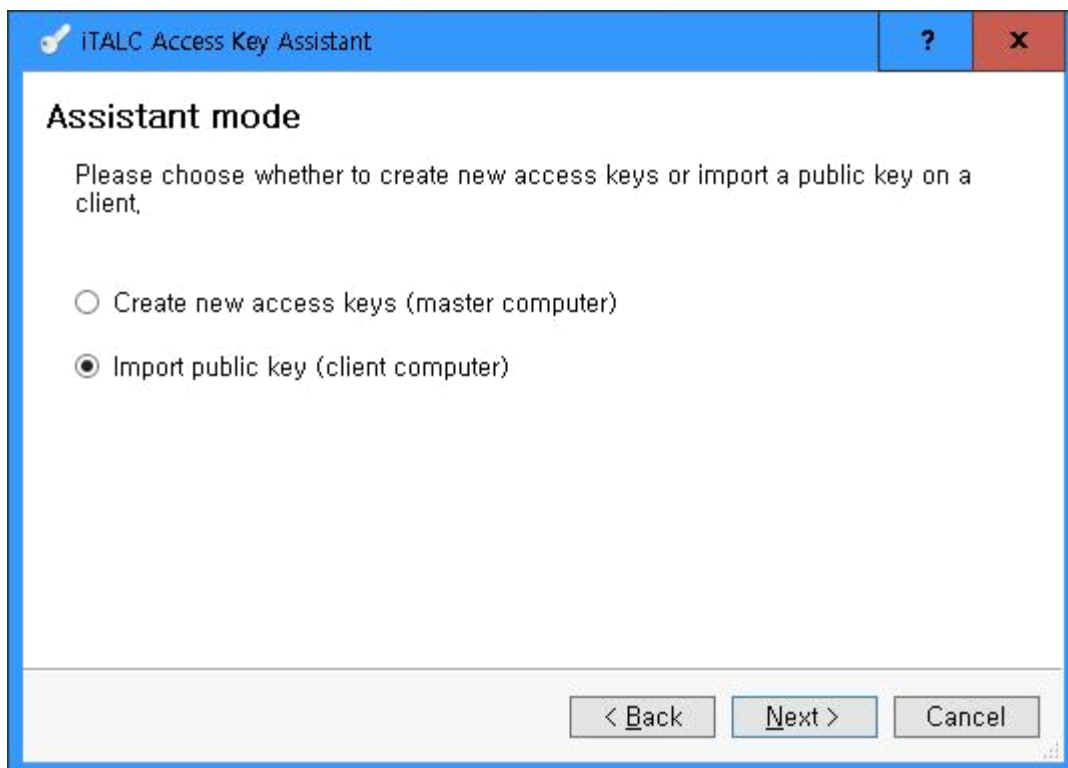 iTALC Access Key Assistant
?
x
Assistant mode
Please choose whether to create new access keys or import a public key on a
client,
Create new access keys (master computer)
Import public key (client computer)
< Back
Next >
Cancel